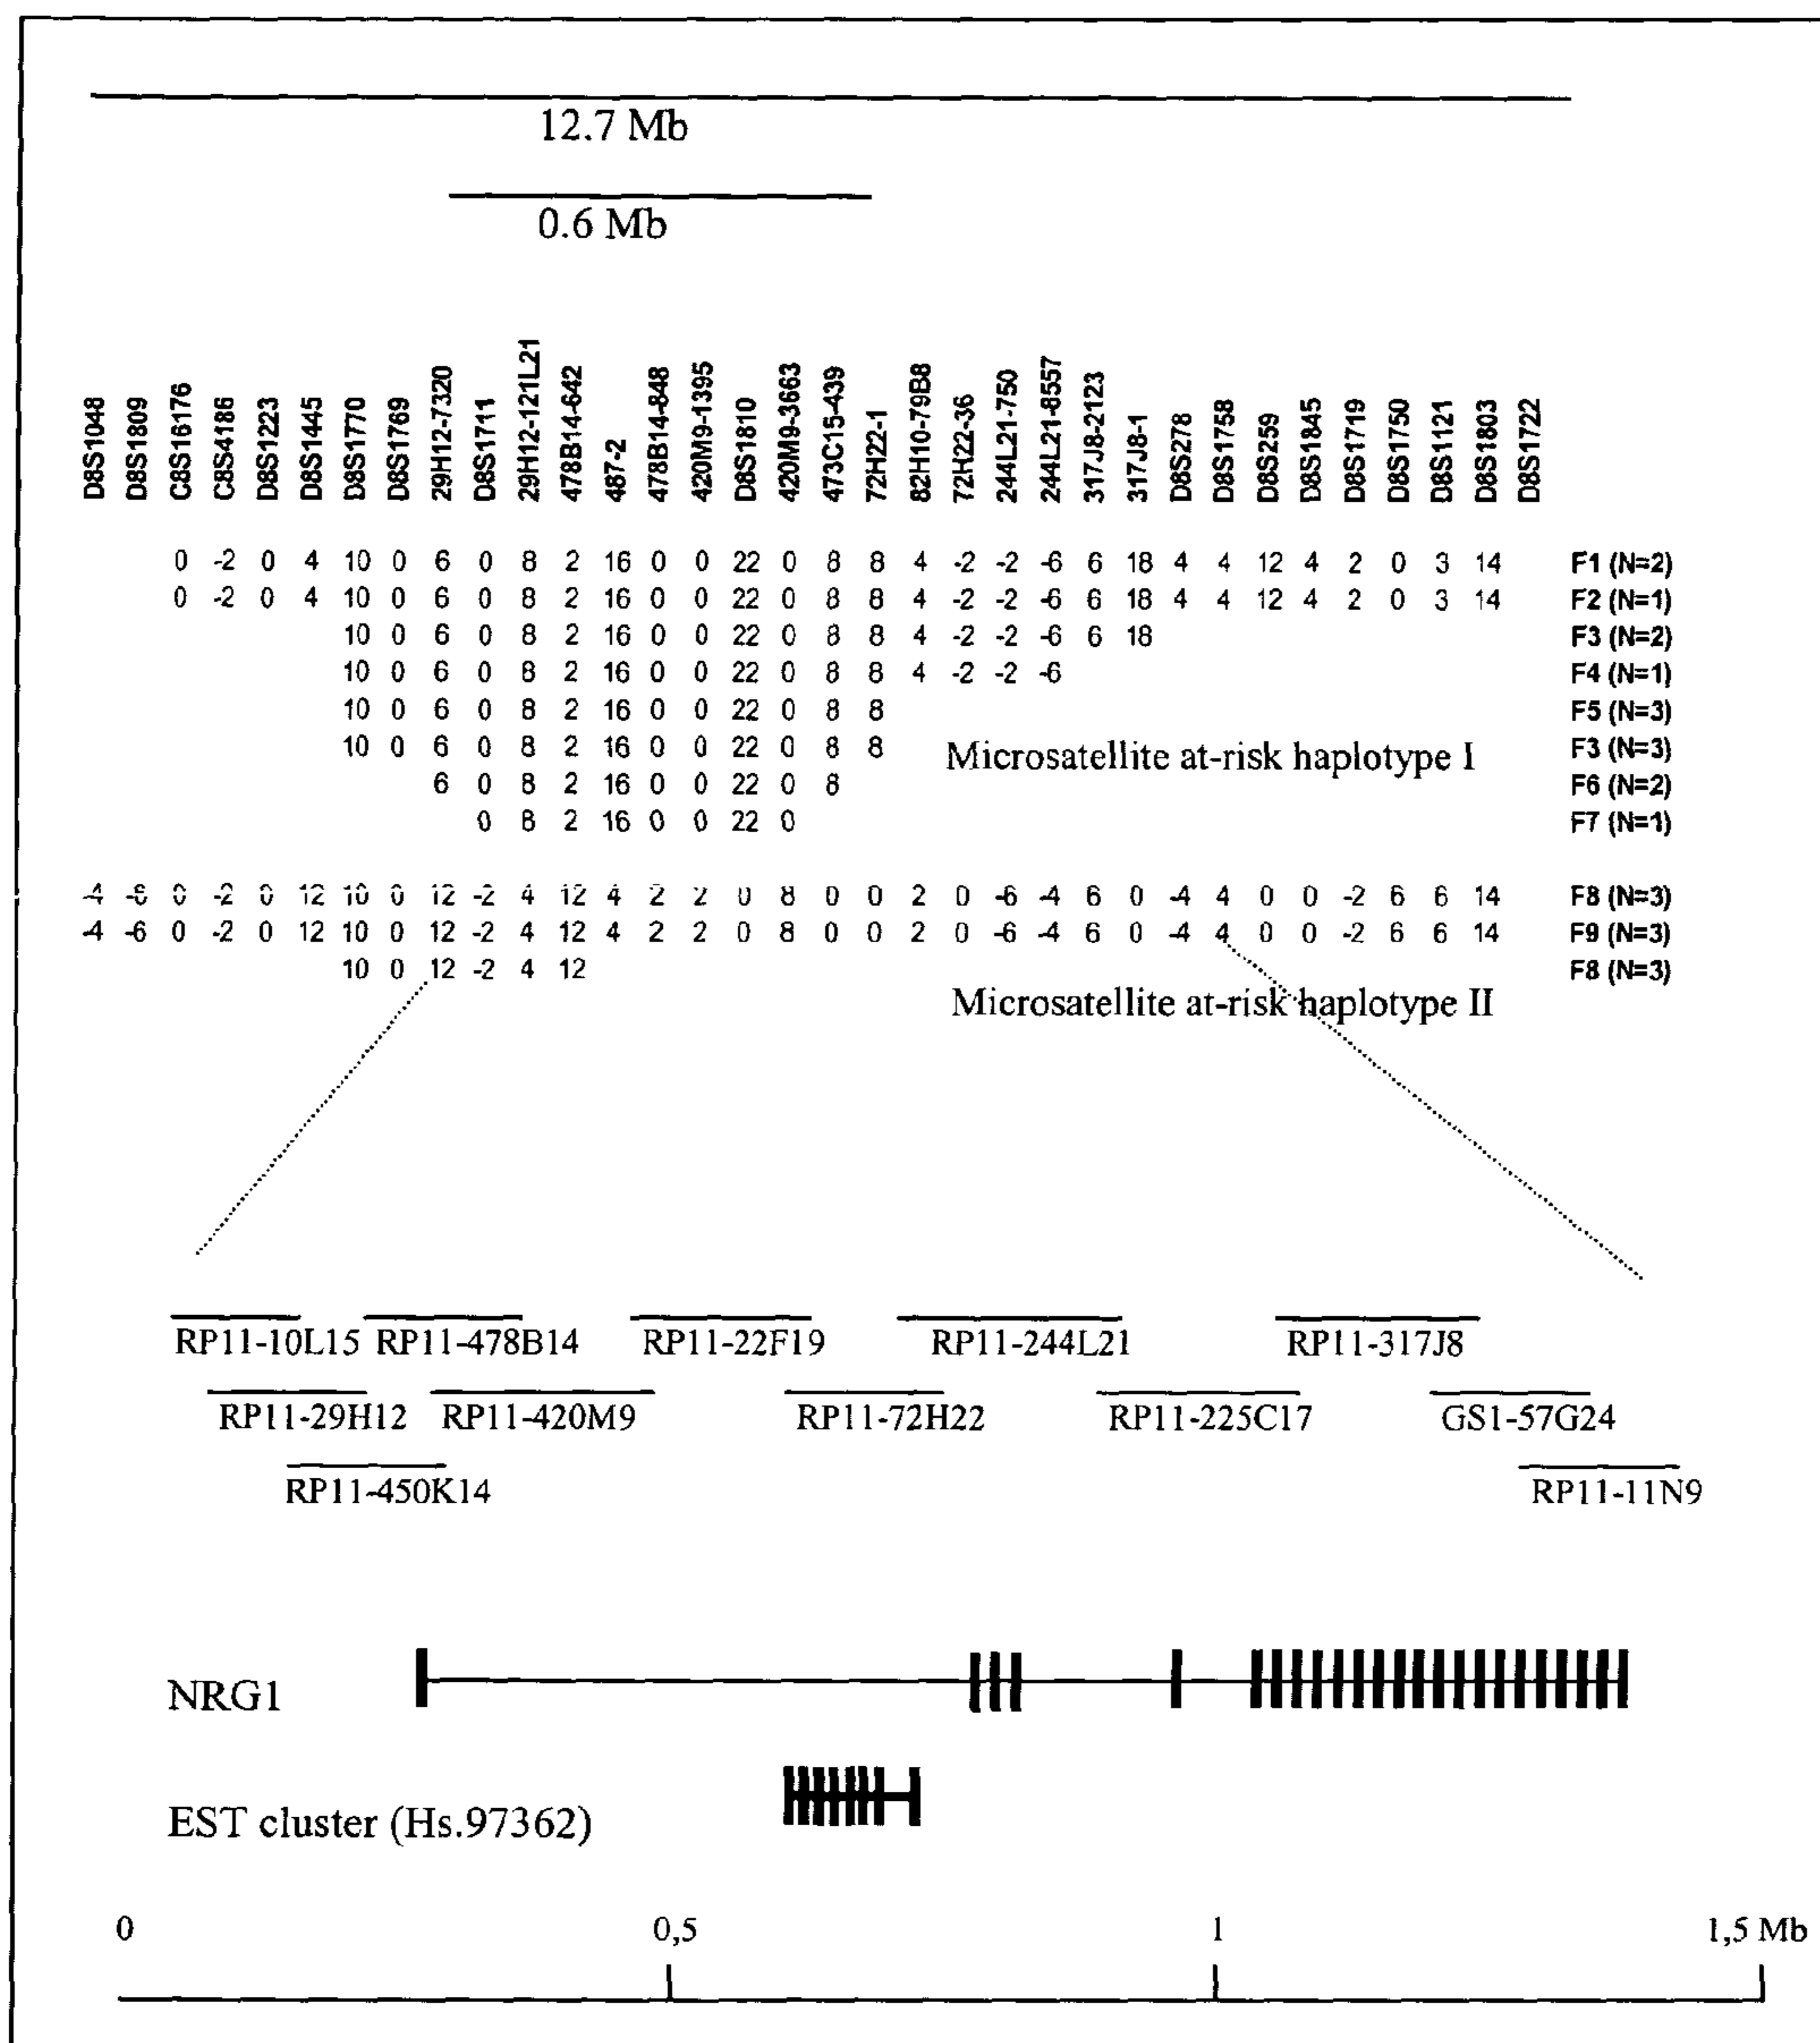 12.7 Mb
0.6 Mb
D8S1048 D8S1809 C8S16176 C8S4186 D8S1223 D8S1445 D8S1770 D8S1769 29H12-7320 D8S1711 29H12-121L21 478B14-642 487-2 478B14-848 420M9-1395 D8S1810 420M9-3663 473C15-439 72H22-1 82H10-79B8 72H22-36 244L21-750 244L21-8557 317J8-2123 317J8-1 D8S278 D8S1758 D8S259 D8S1845 D8S1719 D8S1750 D8S1121 D8S1803 D8S1722
0 -2 0 4 10 0 6 0 8 2 16 0 0 22 0 8 8 4 -2 -2 -6 6 18 4 4 12 4 2 0 3 14 F1 (N=2)
0 -2 0 4 10 0 6 0 8 2 16 0 0 22 0 8 8 4 -2 -2 -6 6 18 4 4 12 4 2 0 3 14 F2 (N=1)
10 0 6 0 8 2 16 0 0 22 0 8 8 4 -2 -2 -6 6 18 F3 (N=2)
10 0 6 0 8 2 16 0 0 22 0 8 8 4 -2 -2 -6 F4 (N=1)
10 0 6 0 8 2 16 0 0 22 0 8 8 F5 (N=3)
10 0 6 0 8 2 16 0 0 22 0 8 8 F3 (N=3)
Microsatellite at-risk haplotype I
6 0 8 2 16 0 0 22 0 8 F6 (N=2)
0 8 2 16 0 0 22 0 F7 (N=1)
-4 -6 0 -2 0 12 10 0 12 -2 4 12 4 2 2 0 8 0 0 2 0 -6 -4 6 0 -4 4 0 0 -2 6 6 14 F8 (N=3)
-4 -6 0 -2 0 12 10 0 12 -2 4 12 4 2 2 0 8 0 0 2 0 -6 -4 6 0 -4 4 0 0 -2 6 6 14 F9 (N=3)
10 0 12 -2 4 12 F8 (N=3)
Microsatellite at-risk haplotype II
RP11-10L15 RP11-478B14 RP11-22F19 RP11-244L21 RP11-317J8
RP11-29H12 RP11-420M9 RP11-72H22 RP11-225C17 GS1-57G24
RP11-450K14 RP11-11N9
NRG1
EST cluster (Hs.97362)
0 0,5 1 1,5 Mb